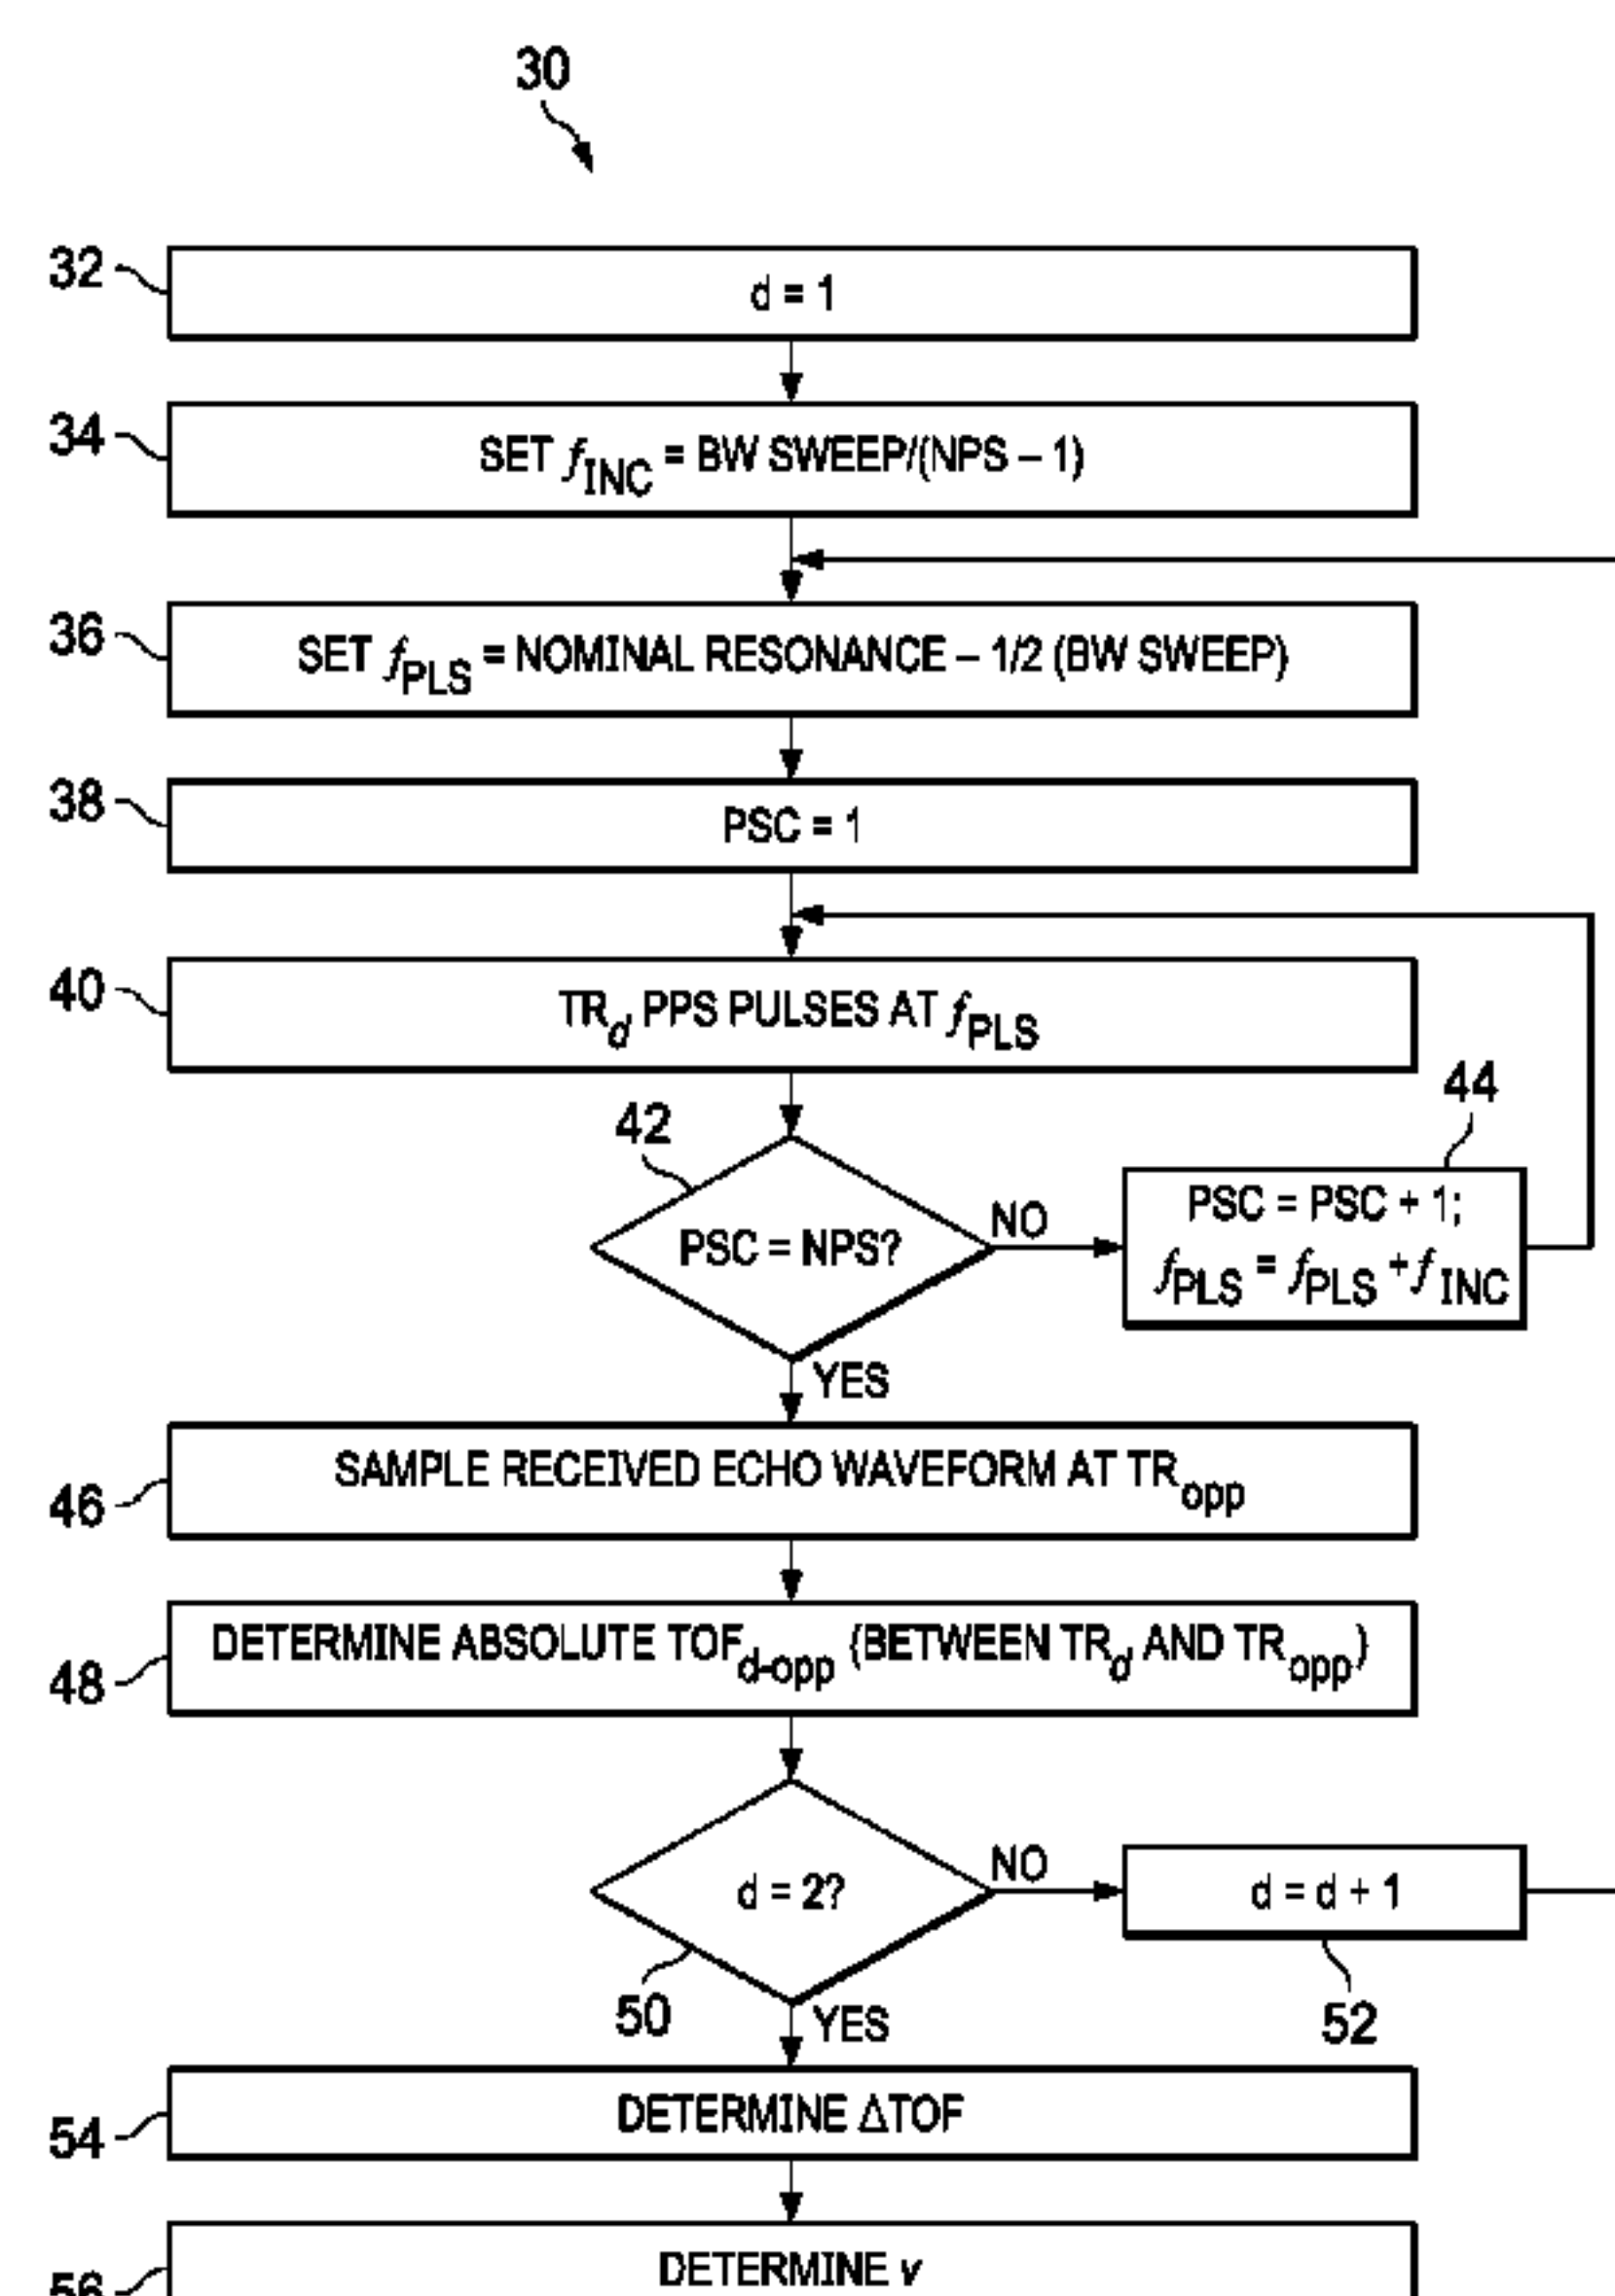 30
32
d = 1
34
SET fINC = BW SWEEP/(NPS – 1)
36
SET fPLS = NOMINAL RESONANCE – 1/2 (BW SWEEP)
38
PSC = 1
40
TRd PPS PULSES AT fPLS
42
PSC = NPS?
NO
44
PSC = PSC + 1;
fPLS = fPLS + fINC
YES
46
SAMPLE RECEIVED ECHO WAVEFORM AT TRopp
48
DETERMINE ABSOLUTE TOFd-opp (BETWEEN TRd AND TRopp)
d = 2?
NO
d = d + 1
50
52
YES
54
DETERMINE ΔTOF
56
DETERMINE v